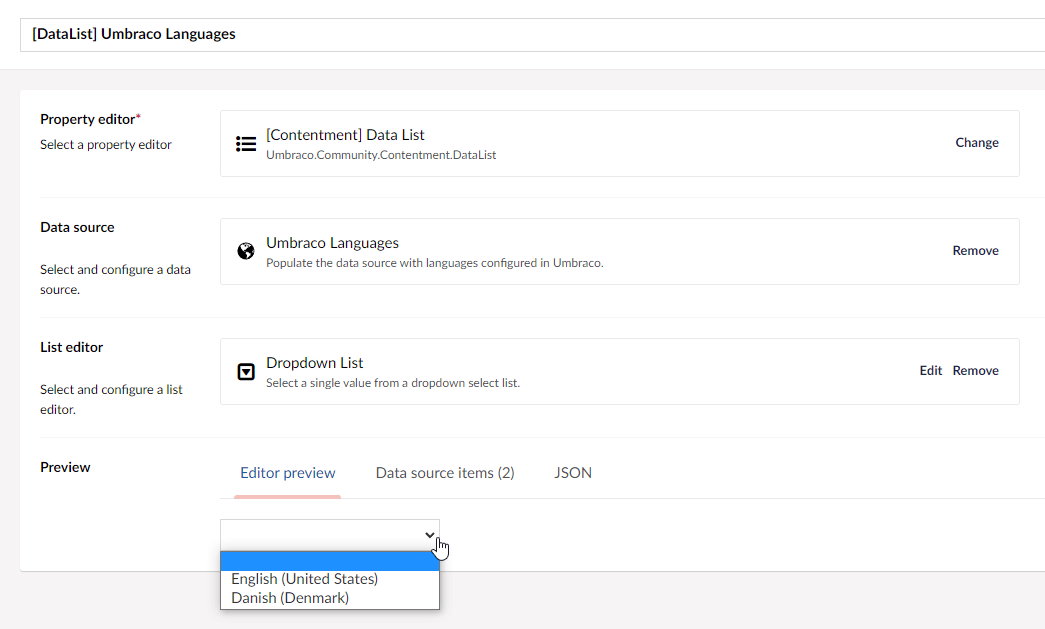 [DataList] Umbraco Languages
Property editor*
Select a property editor
[Contentment] Data List
Umbraco.Community.Contentment.DataList
Change
Data source
Select and configure a data
source.
Umbraco Languages
Populate the data source with languages configured in Umbraco.
Remove
List editor
Select and configure a list
editor.
Dropdown List
Select a single value from a dropdown select list.
Edit Remove
Preview
Editor preview Data source items (2) JSON
English (United States)
Danish (Denmark)